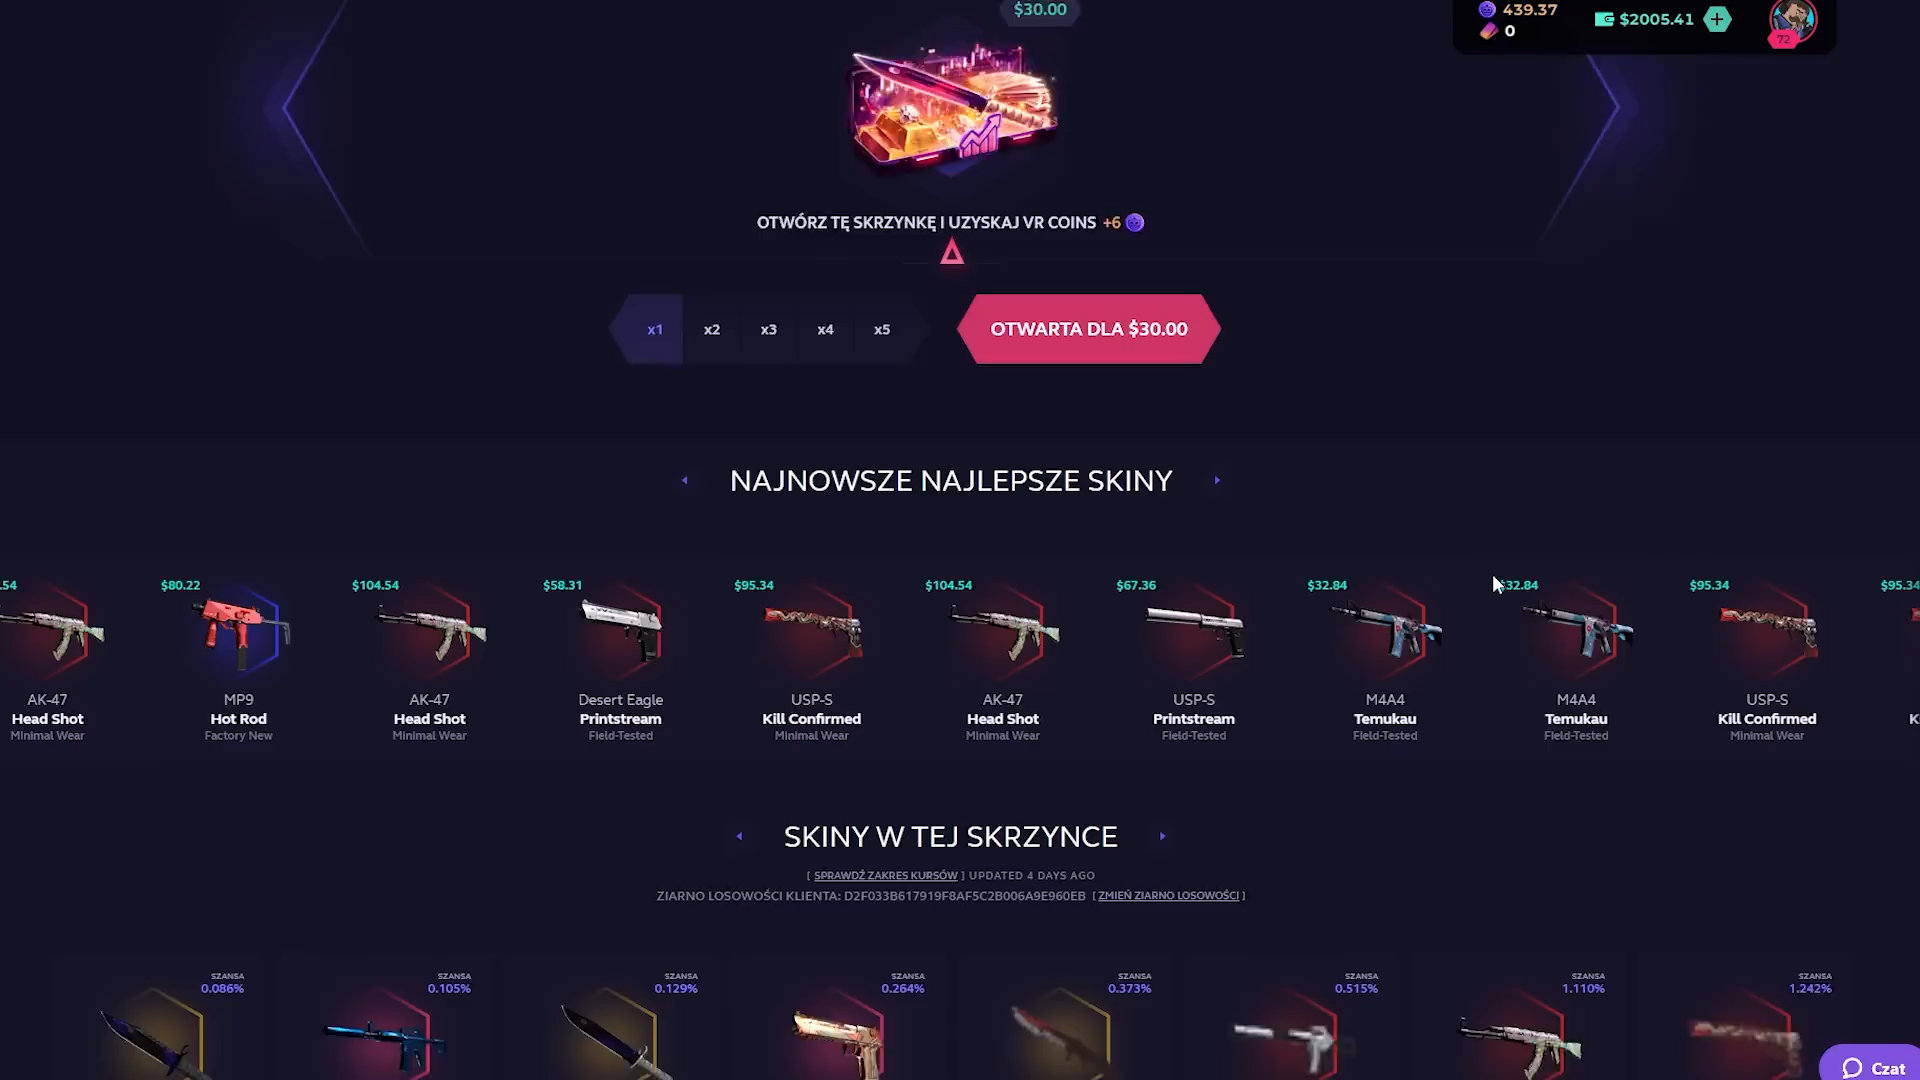 $30.00
439.37
0
$2005.41
72
OTWÓRZ TĘ SKRZYNKĘ I UZYSKAJ VR COINS +6
x1 x2 x3 x4 x5
OTWARTA DLA $30.00
NAJNOWSZE NAJLEPSZE SKINY
.54 $80.22 $104.54 $58.31 $95.34 $104.54 $67.36 $32.84 $32.84 $95.34 $95.34
AK-47 MP9 AK-47 Desert Eagle USP-S AK-47 USP-S M4A4 M4A4 USP-S
Head Shot Hot Rod Head Shot Printstream Kill Confirmed Head Shot Printstream Temukau Temukau Kill Confirmed K
Minimal Wear Factory New Minimal Wear Field-Tested Minimal Wear Minimal Wear Field-Tested Field-Tested Field-Tested Minimal Wear
SKINY W TEJ SKRZYNCE
[ SPRAWDŹ ZAKRES KURSÓW ] UPDATED 4 DAYS AGO
ZIARNO LOSOWOŚCI KLIENTA: D2F033B617919F8AF5C2B006A9E960EB [ ZMIEŃ ZIARNO LOSOWOŚCI ]
SZANSA SZANSA SZANSA SZANSA SZANSA SZANSA SZANSA SZANSA
0.086% 0.105% 0.129% 0.264% 0.373% 0.515% 1.110% 1.242%
Czat